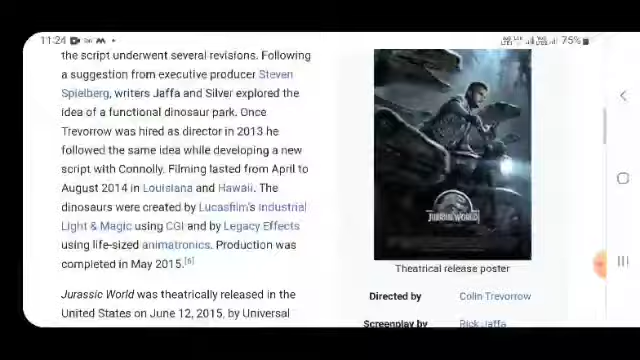 11:24
75%
the script underwent several revisions. Following
a suggestion from executive producer Steven
Spielberg, writers Jaffa and Silver explored the
idea of a functional dinosaur park. Once
Trevorrow was hired as director in 2013 he
followed the same idea while developing a new
script with Connolly. Filming lasted from April to
August 2014 in Louisiana and Hawaii. The
dinosaurs were created by Lucasfilm's Industrial
Light & Magic using CGI and by Legacy Effects
using life-sized animatronics. Production was
completed in May 2015.[6]
Jurassic World was theatrically released in the
United States on June 12, 2015, by Universal
JURASSIC WORLD
Theatrical release poster
Directed by Colin Trevorrow
Screenplay by Rick Jaffa